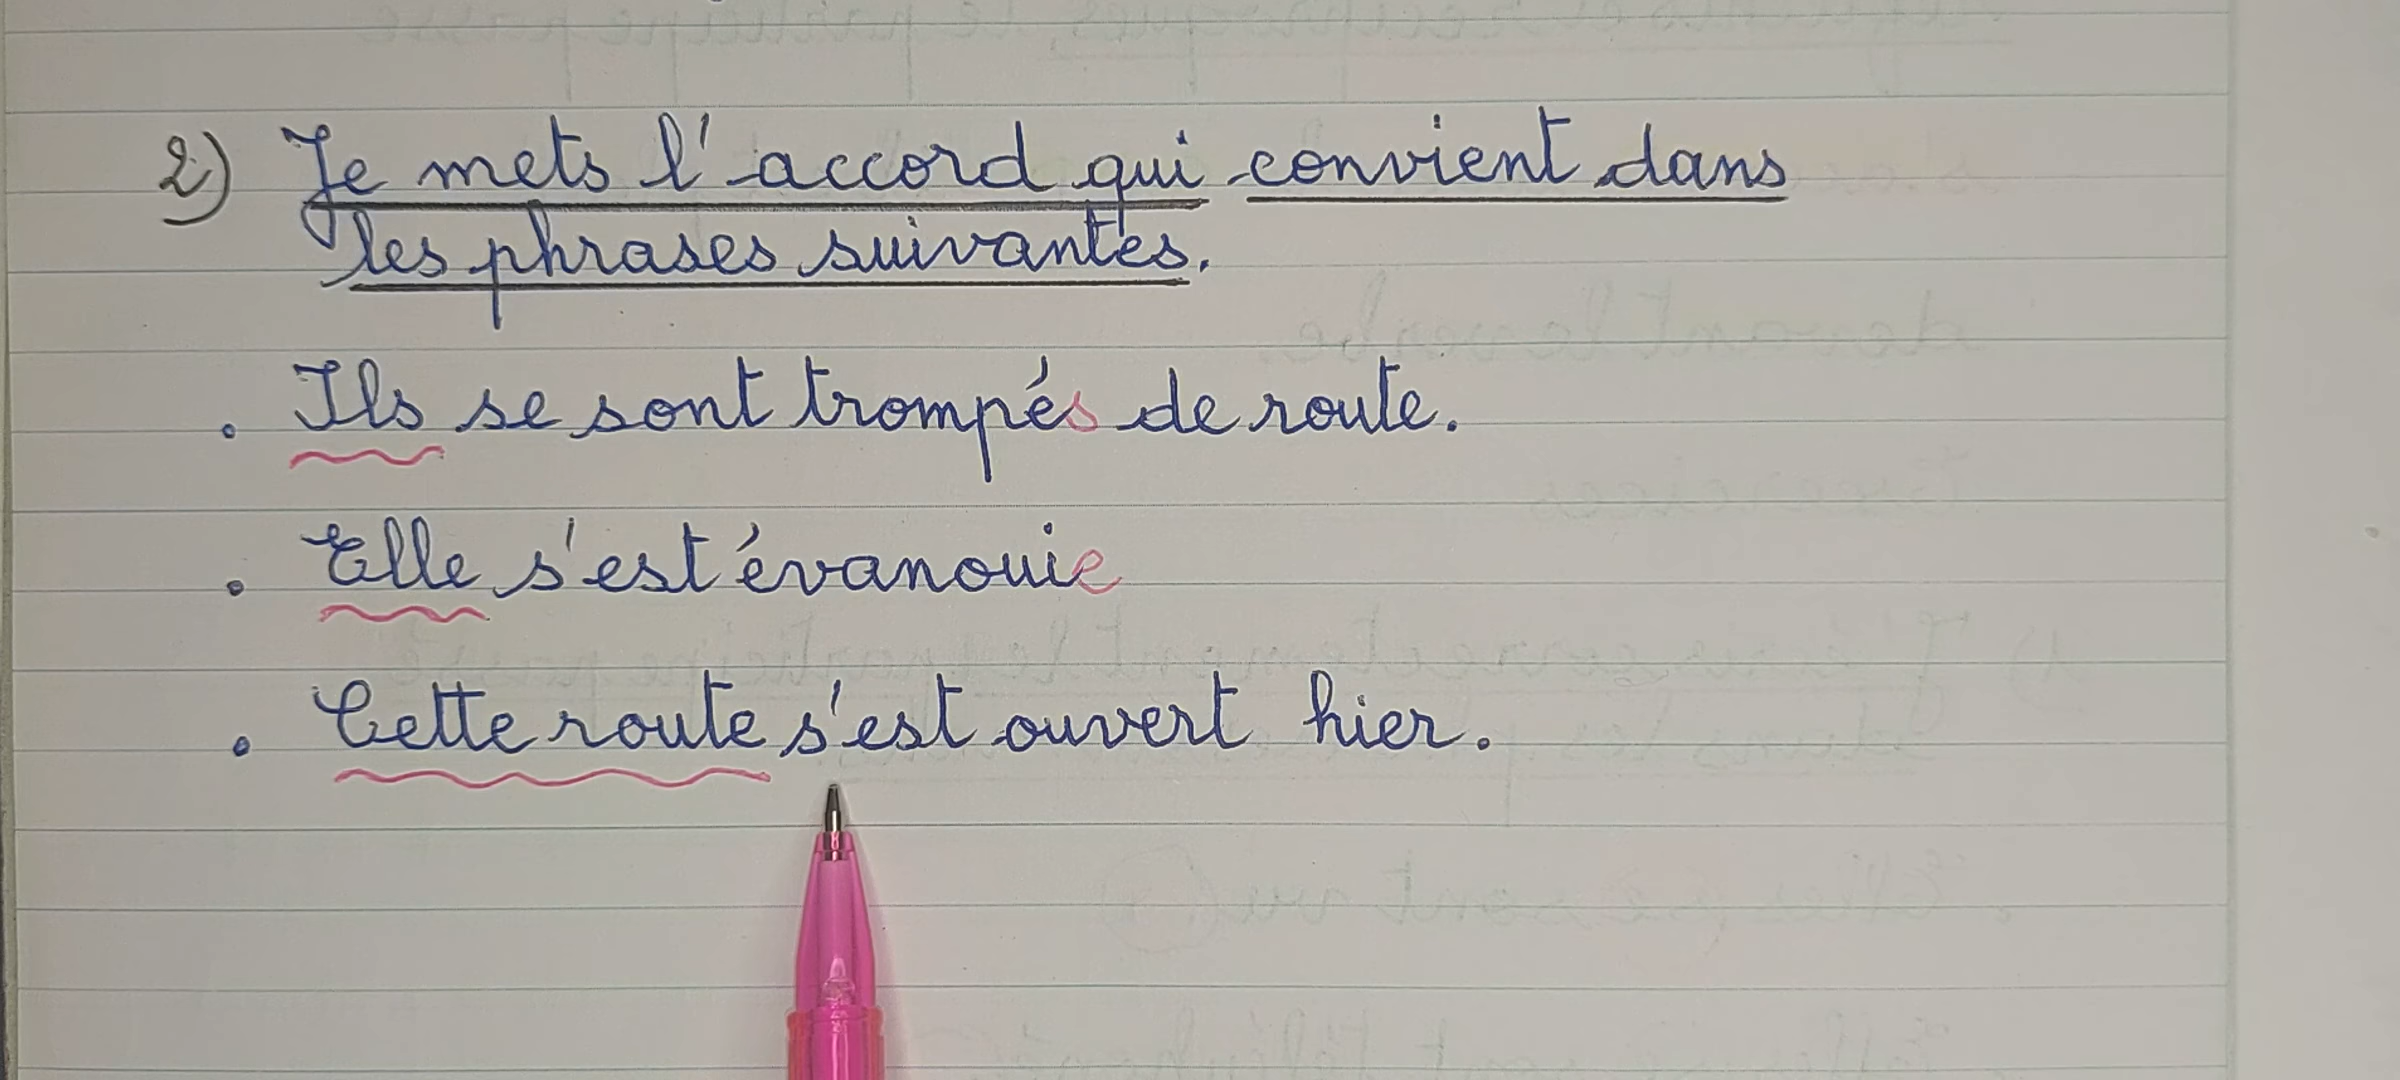 2) Je mets l'accord qui convient dans
les phrases suivantes.
. Ils se sont trompés de route.
. Elle s'est évanouie
. Cette route s'est ouvert hier.